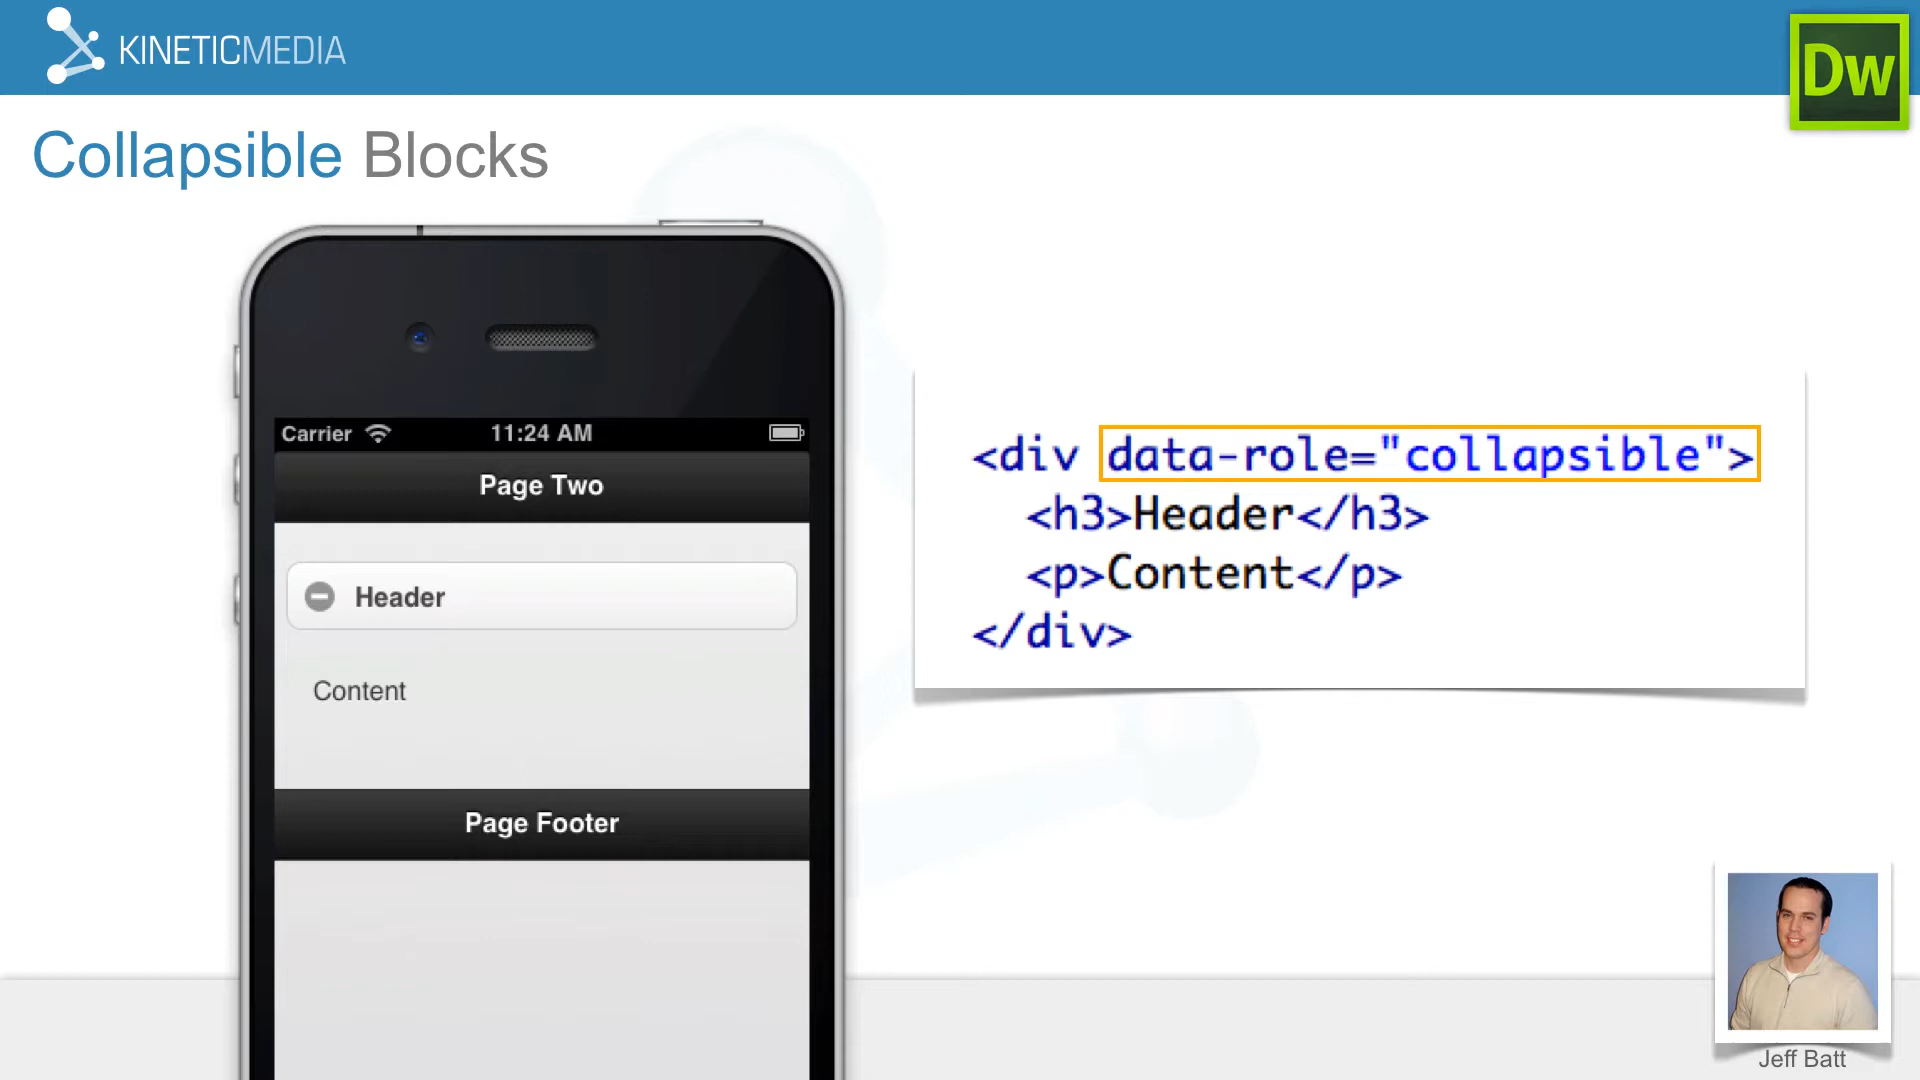 KINETICMEDIA
Dw
Collapsible Blocks
Carrier 11:24 AM
Page Two
Header
Content
Page Footer
<div data-role="collapsible">
<h3>Header</h3>
<p>Content</p>
</div>
Jeff Batt